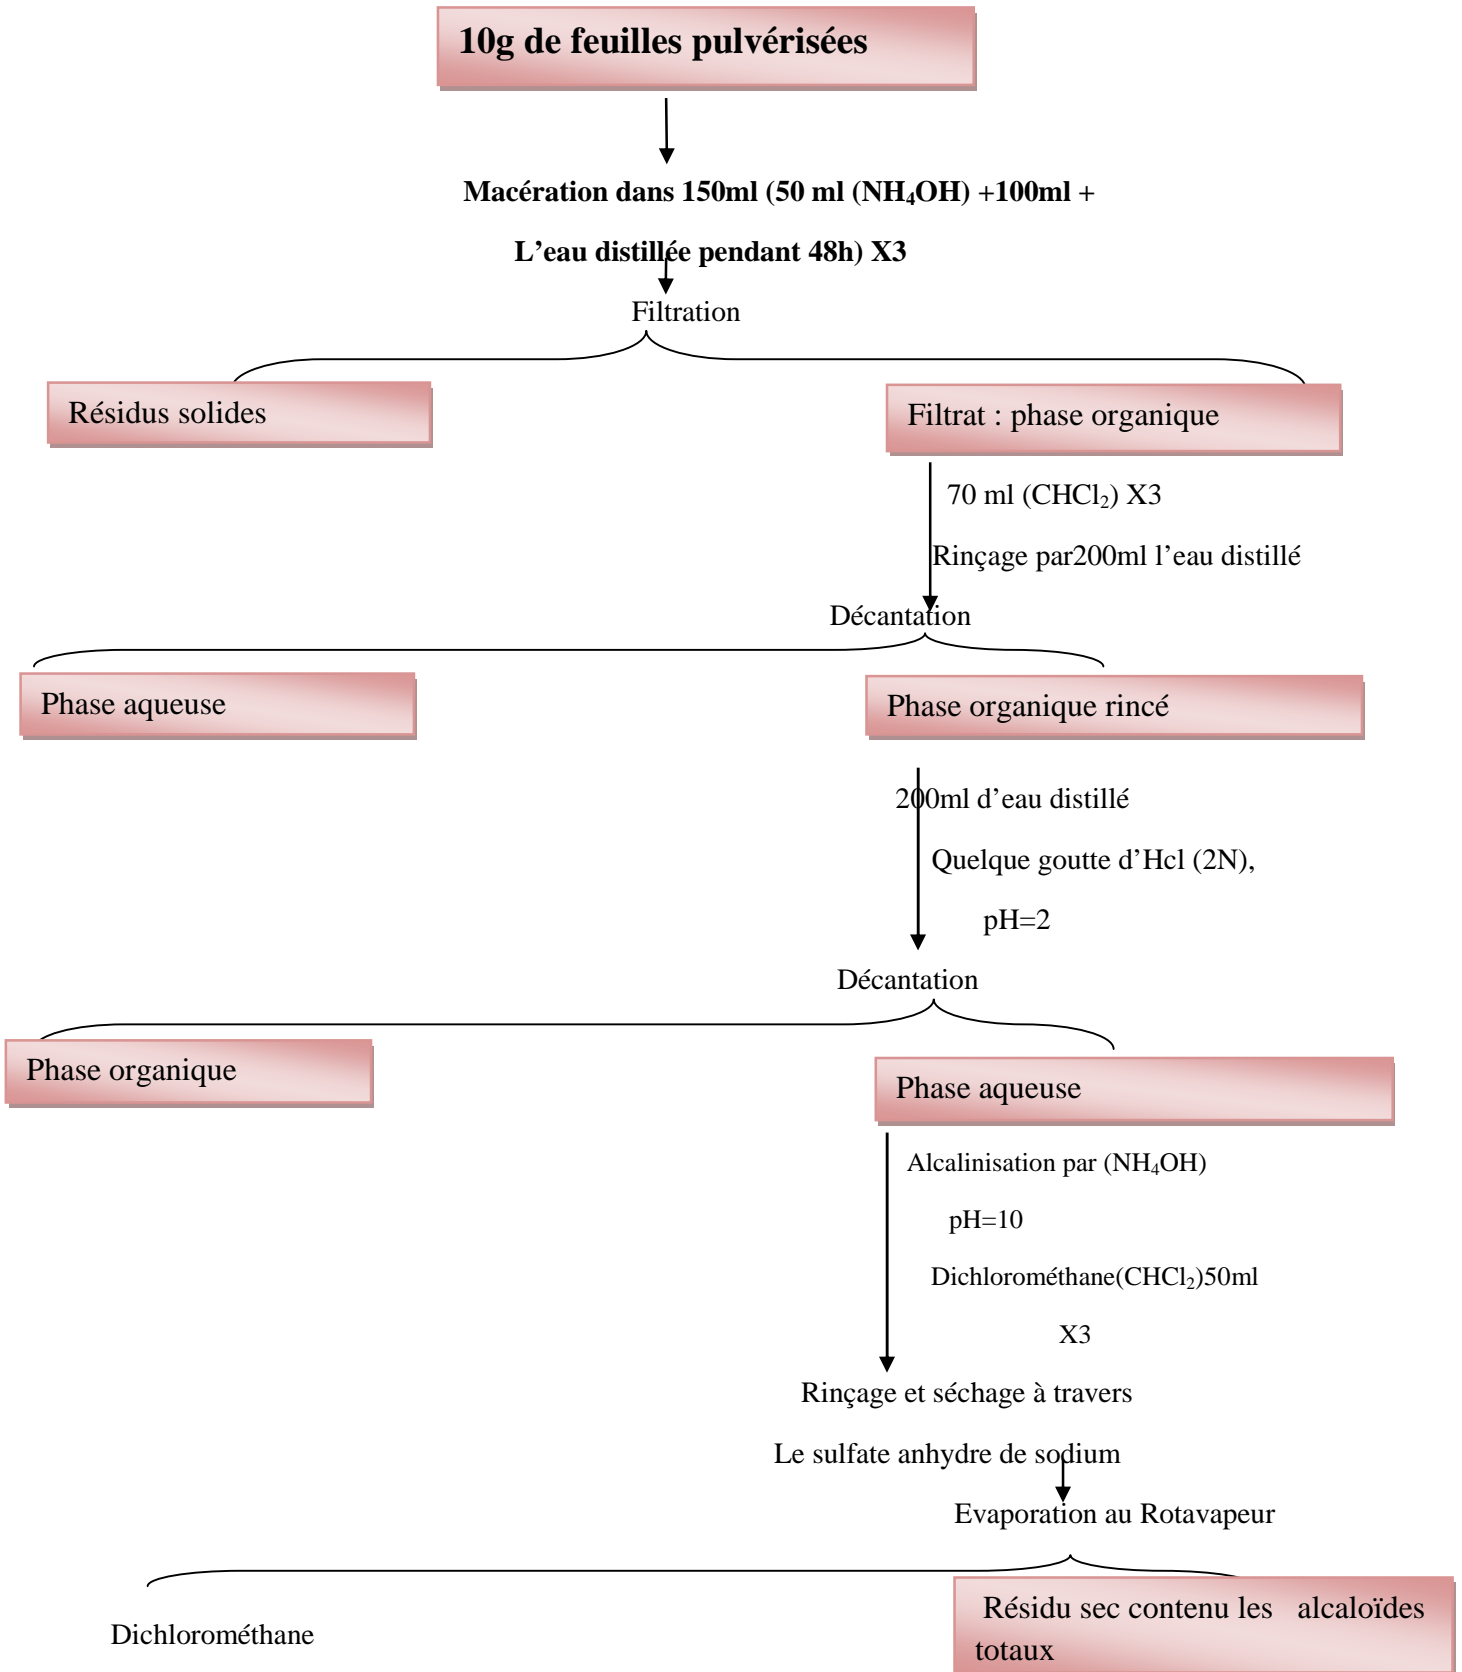 10g de feuilles pulvérisées
Macération dans 150ml (50 ml (NH₄OH) +100ml +
L’eau distillée pendant 48h) X3
Filtration
Résidus solides
Filtrat : phase organique
70 ml (CHCl₂) X3
Rinçage par200ml l’eau distillé
Décantation
Phase aqueuse
Phase organique rincé
200ml d’eau distillé
Quelque goutte d’Hcl (2N),
pH=2
Décantation
Phase organique
Phase aqueuse
Alcalinisation par (NH₄OH)
pH=10
Dichlorométhane(CHCl₂)50ml
X3
Rinçage et séchage à travers
Le sulfate anhydre de sodium
Evaporation au Rotavapeur
Dichlorométhane
Résidu sec contenu les alcaloïdes
totaux